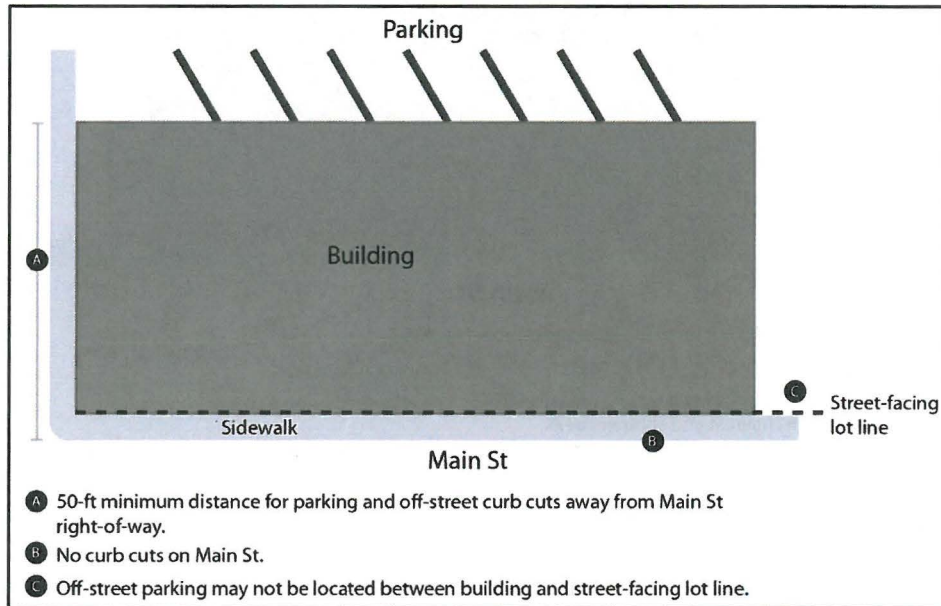 Parking
A
Building
C
Street-facing
lot line
Sidewalk
B
Main St
A 50-ft minimum distance for parking and off-street curb cuts away from Main St
right-of-way.
B No curb cuts on Main St.
C Off-street parking may not be located between building and street-facing lot line.